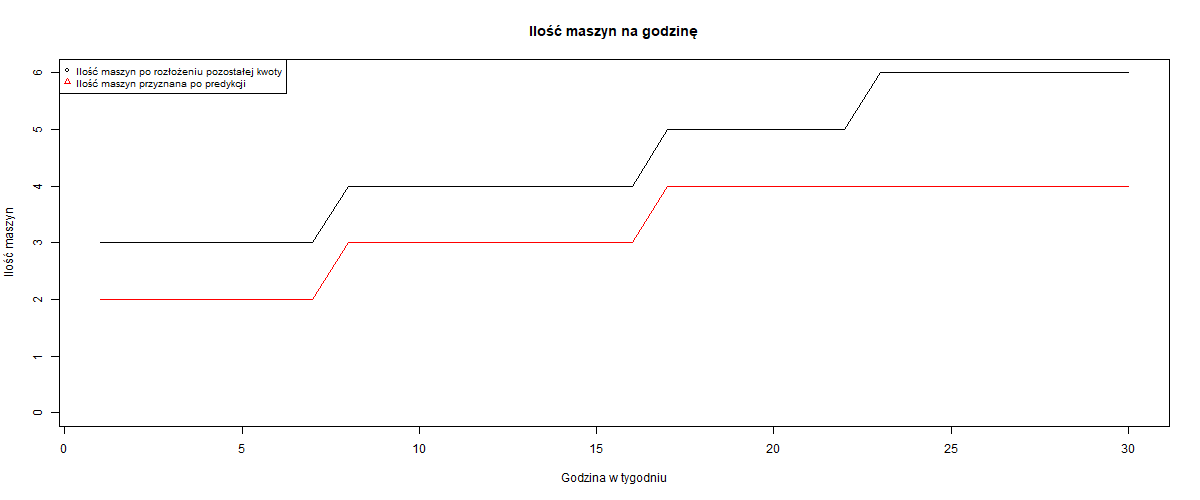 Ilość maszyn na godzinę
Ilość maszyn po rozłożeniu pozostałej kwoty
Ilość maszyn przyznana po predykcji
Ilość maszyn
6
5
4
3
2
1
0
0 5 10 15 20 25 30
Godzina w tygodniu